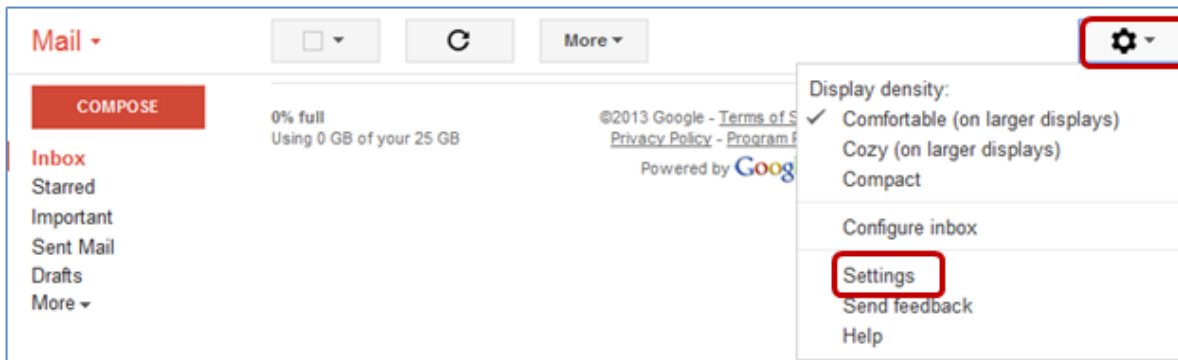 Mail
More
COMPOSE
Inbox
Starred
Important
Sent Mail
Drafts
More
0% full
Using 0 GB of your 25 GB
©2013 Google - Terms of
Privacy Policy - Program
Powered by
Display density:
Comfortable (on larger displays)
Cozy (on larger displays)
Compact
Configure inbox
Settings
Send feedback
Help